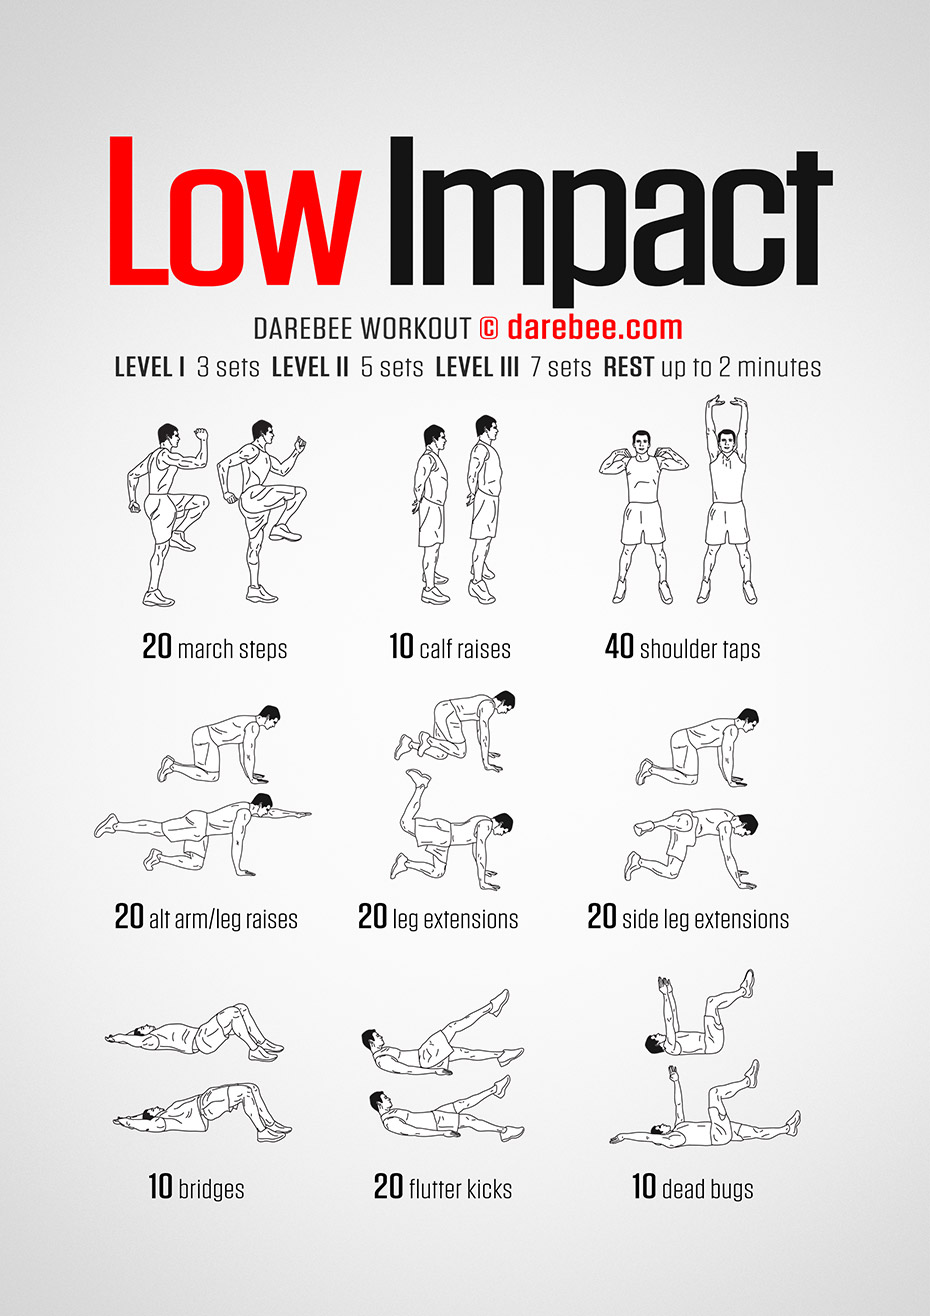 Low Impact
DAREBEE WORKOUT © darebee.com
LEVEL I 3 sets LEVEL II 5 sets LEVEL III 7 sets REST up to 2 minutes
20 march steps
10 calf raises
40 shoulder taps
20 alt arm/leg raises
20 leg extensions
20 side leg extensions
10 bridges
20 flutter kicks
10 dead bugs